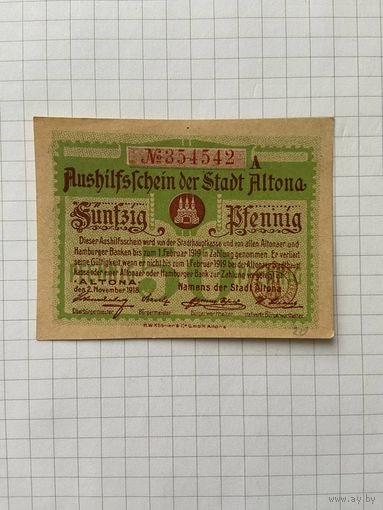 № 354542 A
Aushilfsschein der Stadt Altona
Fünfzig Pfennig
Dieser Aushilfsschein wird von der Stadthauptkasse und von allen Altonaer und
Hamburger Banken bis zum 1. Februar 1919 in Zahlung genommen. Er verliert
seine Gültigkeit wenn er nicht bis zum 1. Februar 1919 bei der Altonaer Stadthaupt
kasse oder einer Altonaer oder Hamburger Bank zur Zahlung vorgelegt ist.
ALTONA
den 2. November 1918.
Namens der Stadt Altona
Oberbürgermeister Bürgermeister
20
www.ay.by